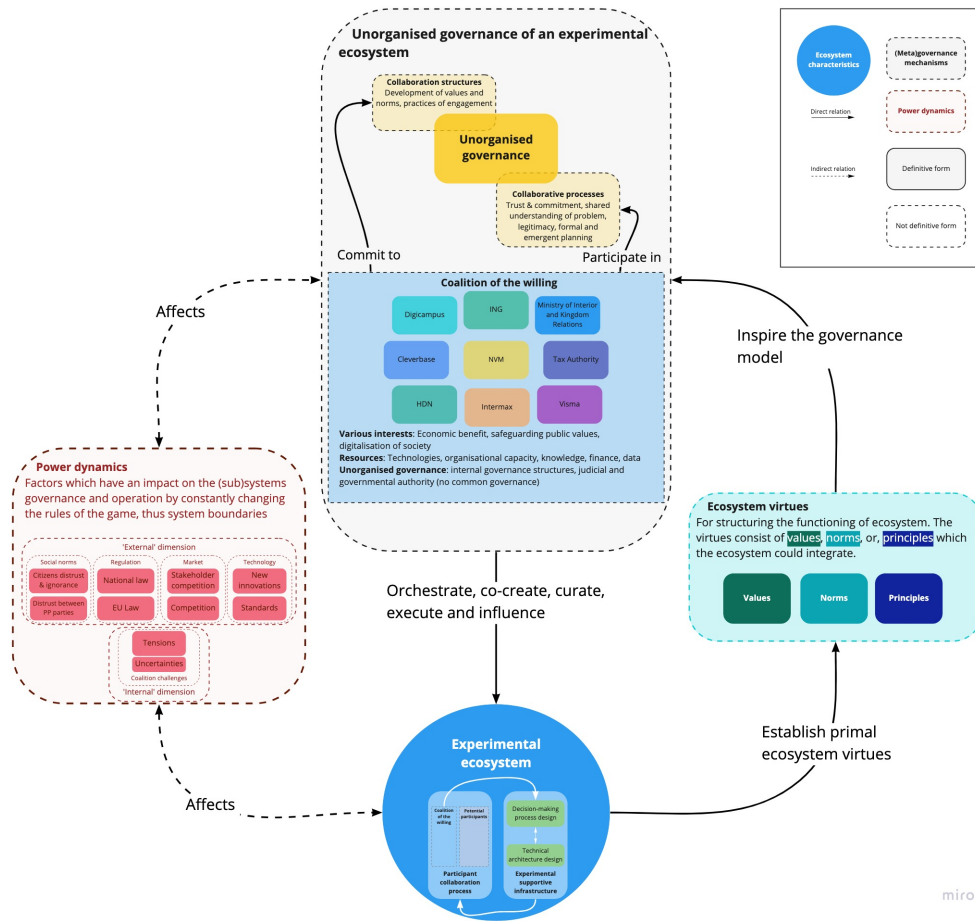 Unorganised governance of an experimental
ecosystem
Collaboration structures
Development of values and
norms, practices of engagement
Unorganised
governance
Collaborative processes
Trust & commitment, shared
understanding of problem,
legitimacy, formal and
emergent planning
Commit to
Participate in
Coalition of the willing
Digicampus
ING
Ministry of Interior
and Kingdom
Relations
Cleverbase
NVM
Tax Authority
HDN
Intermax
Visma
Various interests: Economic benefit, safeguarding public values,
digitalisation of society
Resources: Technologies, organisational capacity, knowledge, finance, data
Unorganised governance: internal governance structures, judicial and
governmental authority (no common governance)
Ecosystem
characteristics
(Meta)governance
mechanisms
Direct relation
Power dynamics
Indirect relation
Definitive form
Not definitive form
Affects
Inspire the governance
model
Power dynamics
Factors which have an impact on the (sub)systems
governance and operation by constantly changing
the rules of the game, thus system boundaries
'External' dimension
Social norms
Regulation
Market
Technology
Citizens distrust
& ignorance
National law
Stakeholder
competition
New
innovations
Distrust between
PP parties
EU Law
Competition
Standards
Tensions
Uncertainties
Coalition challenges
'Internal' dimension
Ecosystem virtues
For structuring the functioning of ecosystem. The
virtues consist of values, norms, or, principles which
the ecosystem could integrate.
Values
Norms
Principles
Orchestrate, co-create, curate,
execute and influence
Establish primal
ecosystem virtues
Affects
Experimental
ecosystem
Coalition
of the
willing
Potential
participants
Decision-making
process design
Technical
architecture design
Participant
collaboration
process
Experimental
supportive
infrastructure
miro